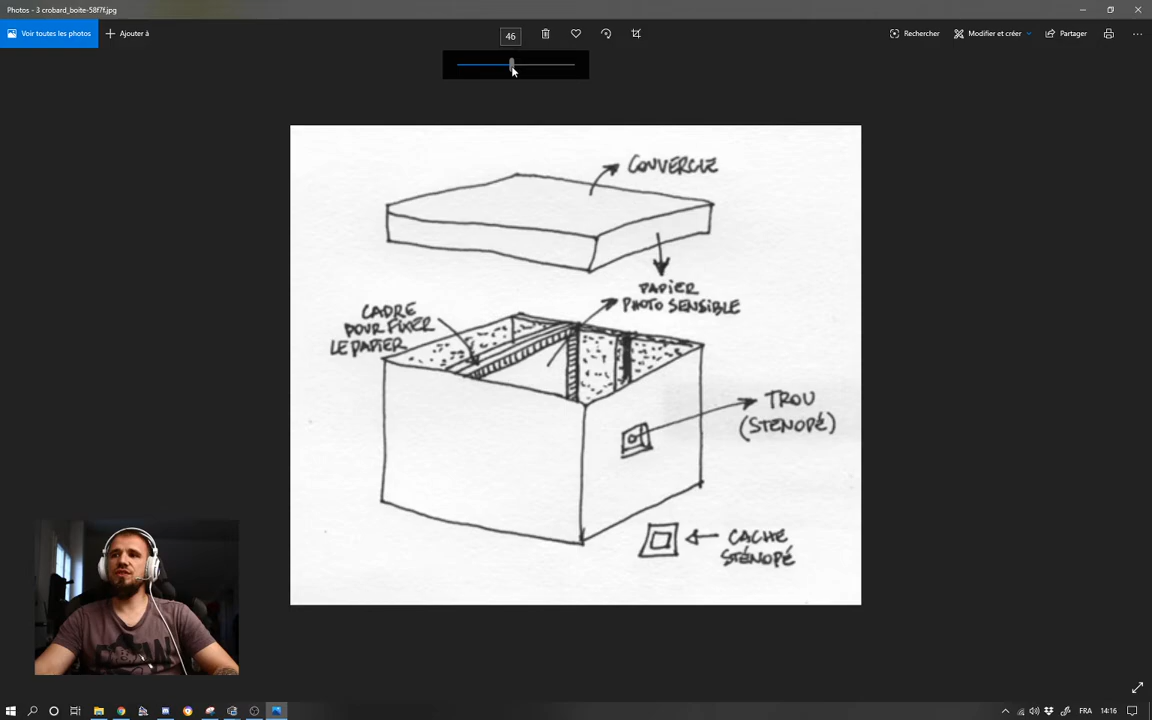 Photos - 3 crobard_boite-58f7f.jpg
Voir toutes les photos
Ajouter à
46
Rechercher
Modifier et créer
Partager
COUVERCLE
PAPIER
PHOTO SENSIBLE
CADRE
POUR FIXER
LE PAPIER
TROU
(STENOPÉ)
CACHE
STÉNOPÉ
FRA
14:16